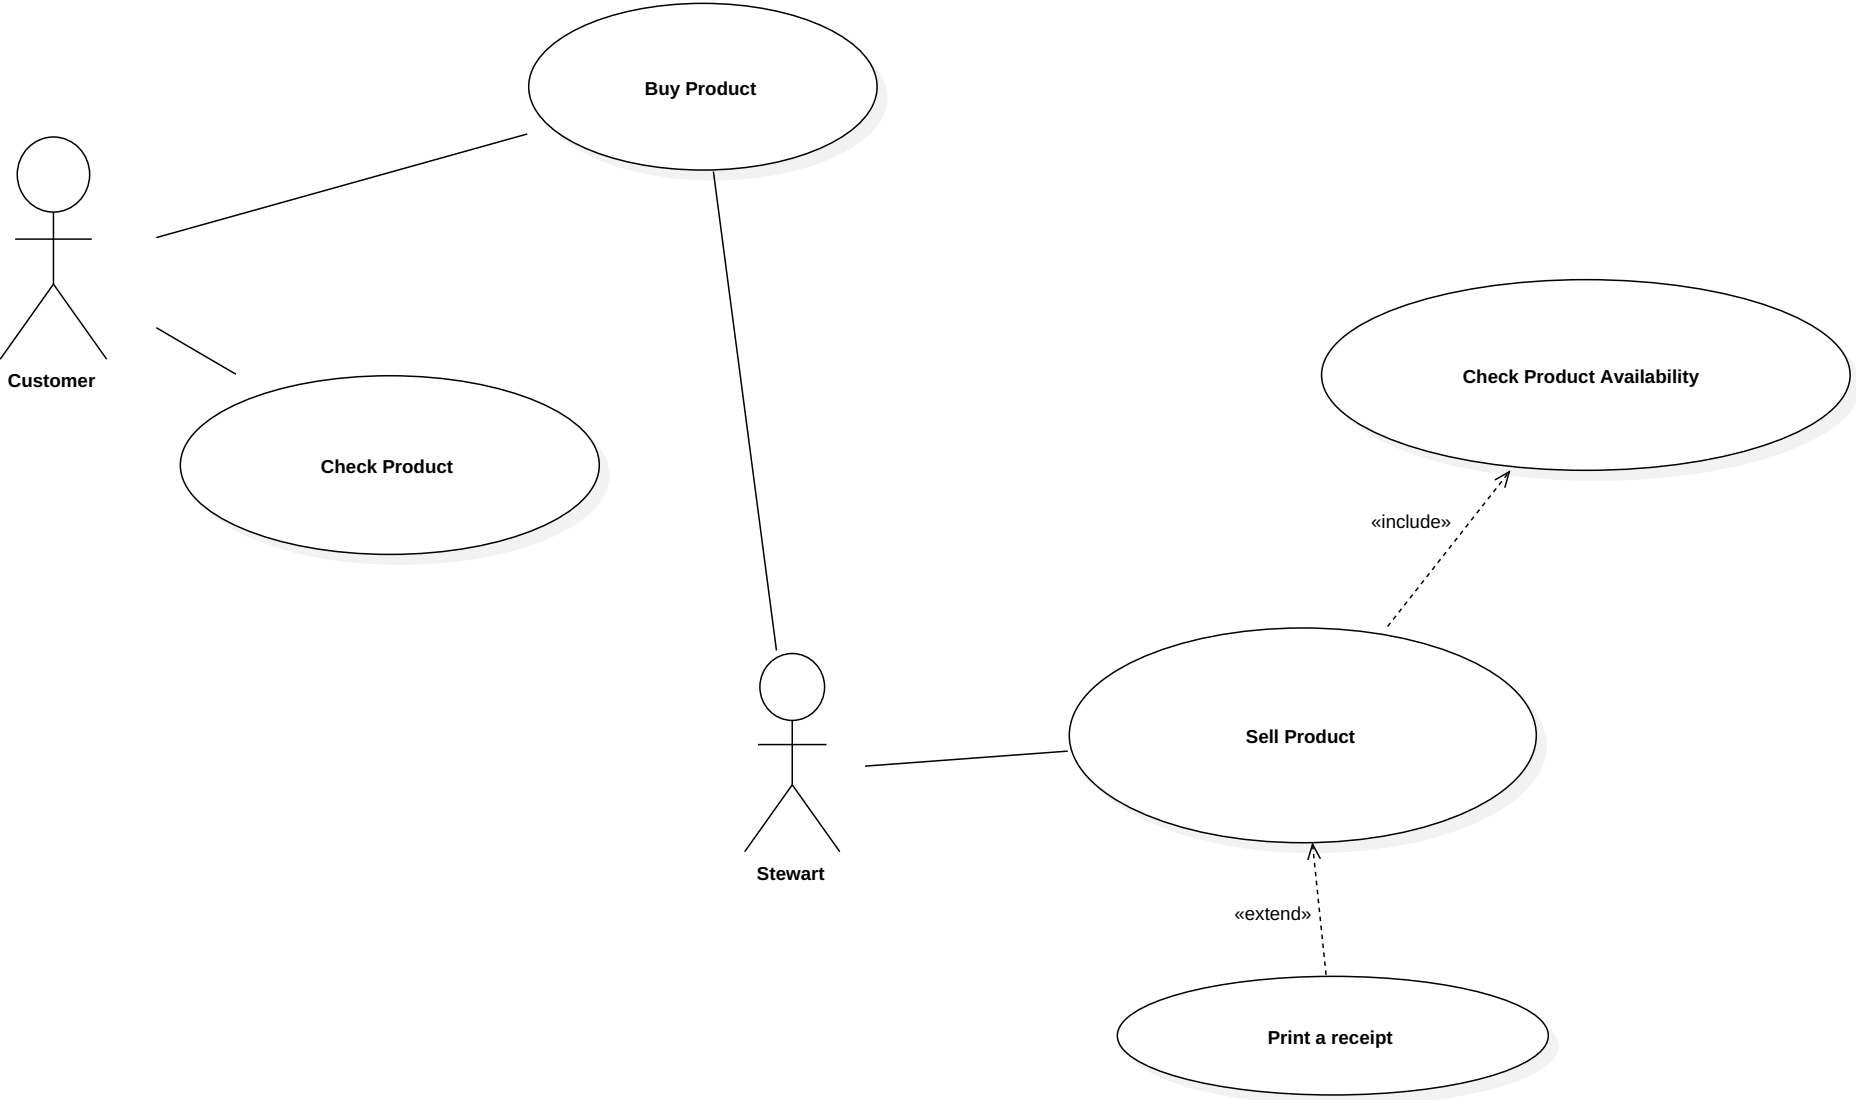 Buy Product
Customer
Check Product Availability
Check Product
«include»
Sell Product
Stewart
«extend»
Print a receipt